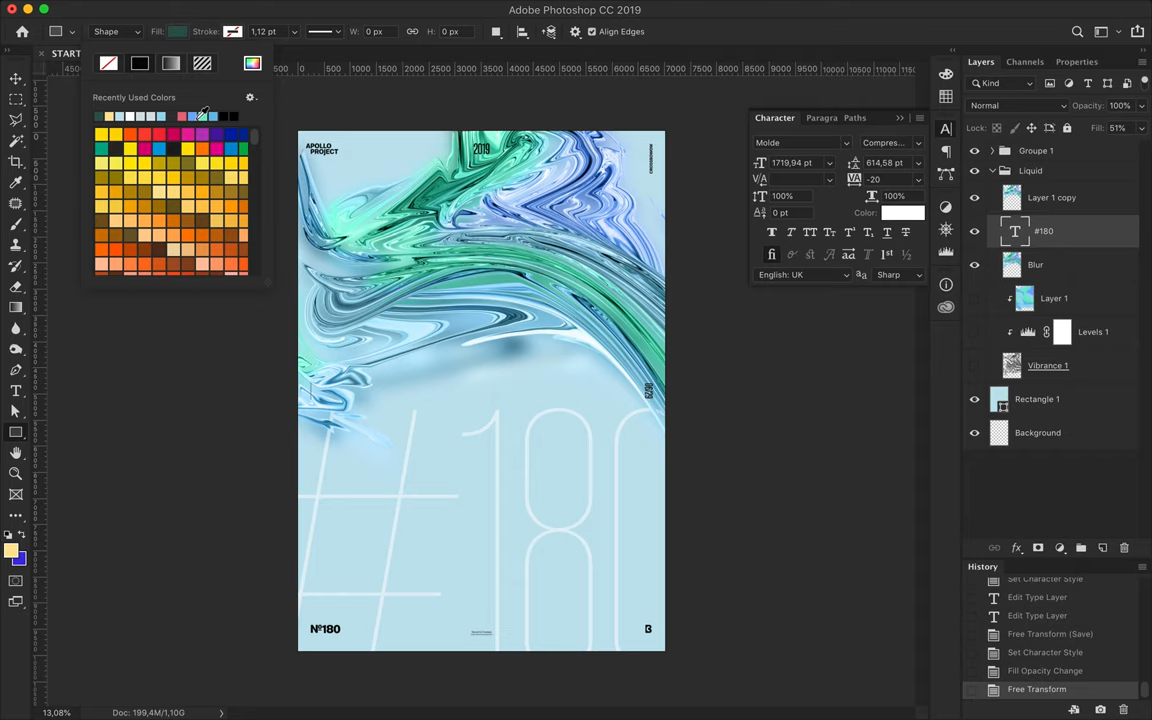 Adobe Photoshop CC 2019
Shape
Fill:
Stroke:
1,12 pt
W: 0 px
H: 0 px
Align Edges
START
Recently Used Colors
APOLLO
PROJECT
2019
CROSSBOWORK
Nº180
#180
Character
Paragra
Paths
Molde
Compres...
1719,94 pt
614,58 pt
-20
100%
100%
0 pt
Color:
English: UK
Sharp
Layers
Channels
Properties
Kind
Normal
Opacity: 100%
Lock:
Fill: 51%
Groupe 1
Liquid
Layer 1 copy
#180
Blur
Layer 1
Levels 1
Vibrance 1
Rectangle 1
Background
History
Set Character Style
Edit Type Layer
Edit Type Layer
Free Transform (Save)
Set Character Style
Fill Opacity Change
Free Transform
13,08%
Doc: 199,4M/1,10G